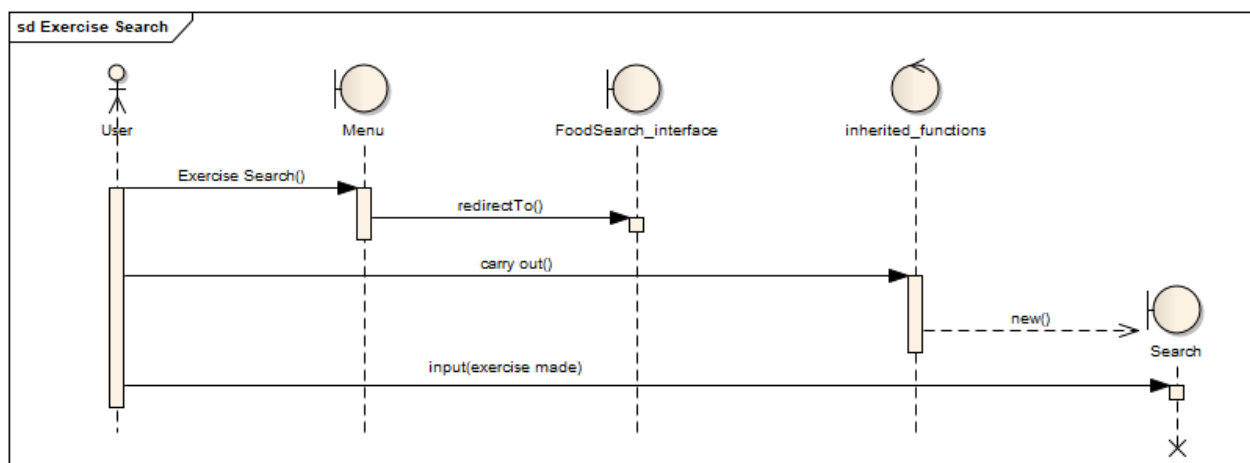 sd Exercise Search
User
Menu
FoodSearch_interface
inherited_functions
Exercise Search()
redirectTo()
carry out()
new()
Search
input(exercise made)